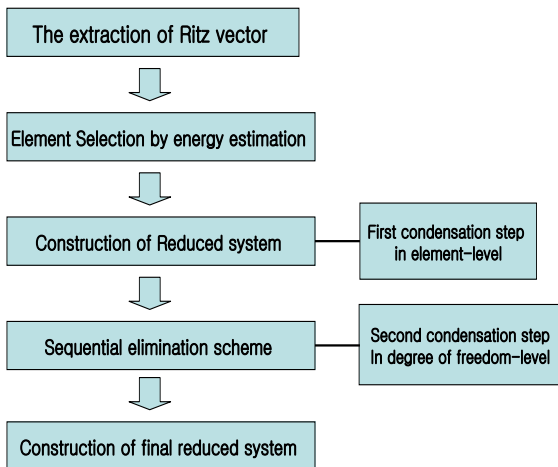 The extraction of Ritz vector
Element Selection by energy estimation
Construction of Reduced system
First condensation step
in element-level
Sequential elimination scheme
Second condensation step
In degree of freedom-level
Construction of final reduced system